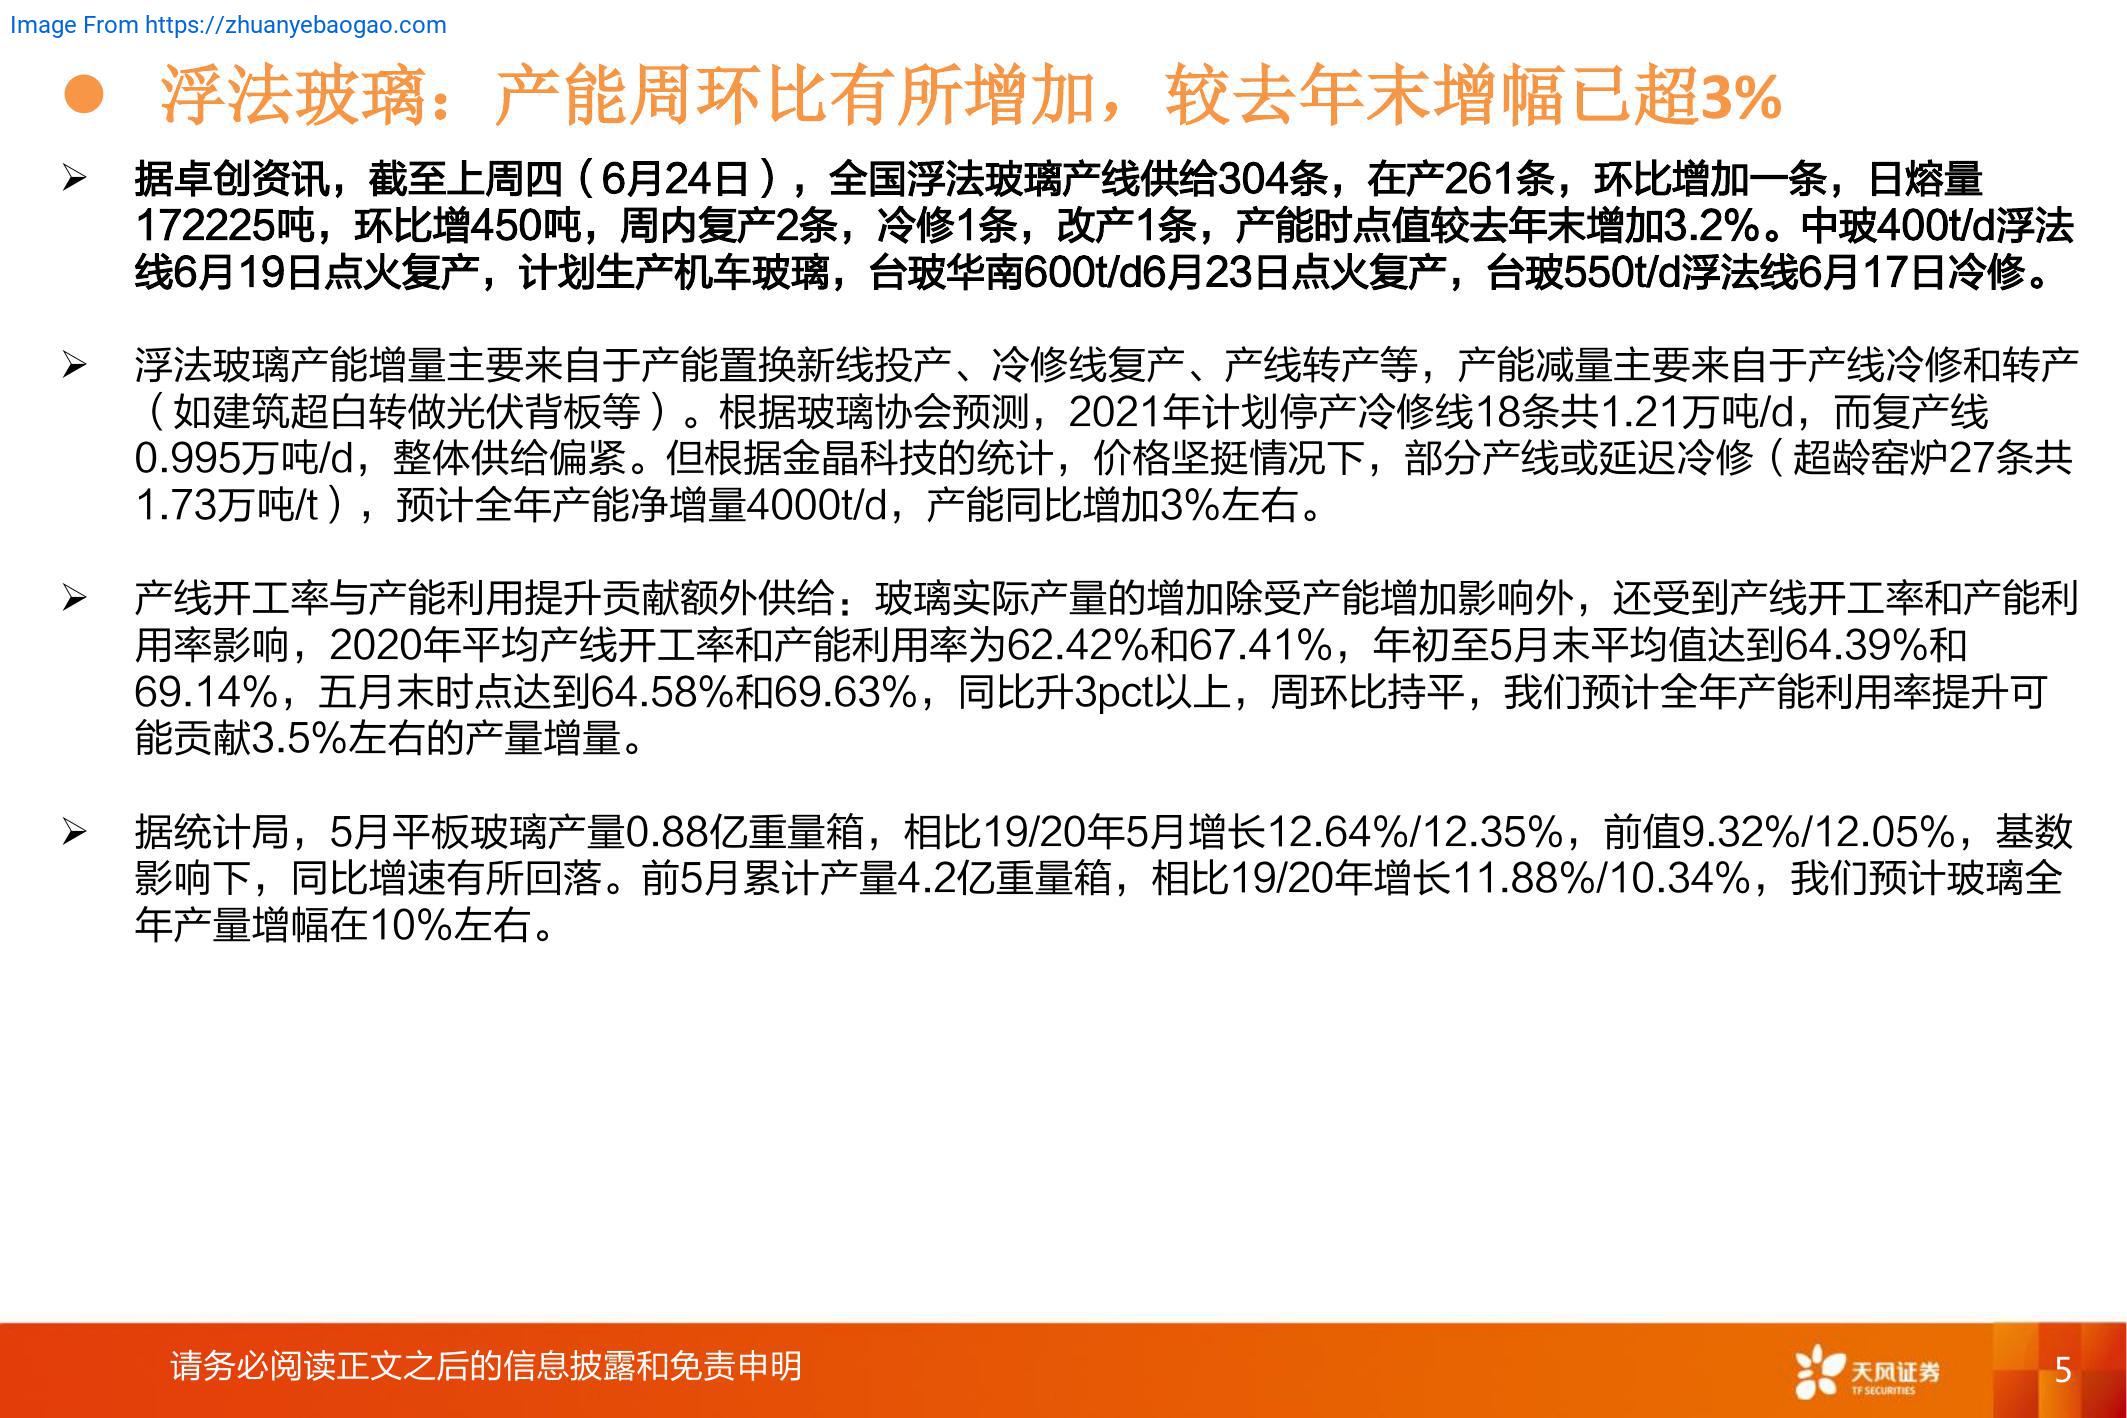 Image From https://zhuanyebaogao.com
● 浮法玻璃：产能周环比有所增加，较去年末增幅已超3%
➢ 据卓创资讯，截至上周四（6月24日），全国浮法玻璃产线供给304条，在产261条，环比增加一条，日熔量
172225吨，环比增450吨，周内复产2条，冷修1条，改产1条，产能时点值较去年末增加3.2%。中玻400t/d浮法
线6月19日点火复产，计划生产机车玻璃，台玻华南600t/d6月23日点火复产，台玻550t/d浮法线6月17日冷修。
➢ 浮法玻璃产能增量主要来自于产能置换新线投产、冷修线复产、产线转产等，产能减量主要来自于产线冷修和转产
（如建筑超白转做光伏背板等）。根据玻璃协会预测，2021年计划停产冷修线18条共1.21万吨/d，而复产线
0.995万吨/d，整体供给偏紧。但根据金晶科技的统计，价格坚挺情况下，部分产线或延迟冷修（超龄窑炉27条共
1.73万吨/t），预计全年产能净增量4000t/d，产能同比增加3%左右。
➢ 产线开工率与产能利用提升贡献额外供给：玻璃实际产量的增加除受产能增加影响外，还受到产线开工率和产能利
用率影响，2020年平均产线开工率和产能利用率为62.42%和67.41%，年初至5月末平均值达到64.39%和
69.14%，五月末时点达到64.58%和69.63%，同比升3pct以上，周环比持平，我们预计全年产能利用率提升可
能贡献3.5%左右的产量增量。
➢ 据统计局，5月平板玻璃产量0.88亿重量箱，相比19/20年5月增长12.64%/12.35%，前值9.32%/12.05%，基数
影响下，同比增速有所回落。前5月累计产量4.2亿重量箱，相比19/20年增长11.88%/10.34%，我们预计玻璃全
年产量增幅在10%左右。
请务必阅读正文之后的信息披露和免责申明
天风证券
TF SECURITIES
5